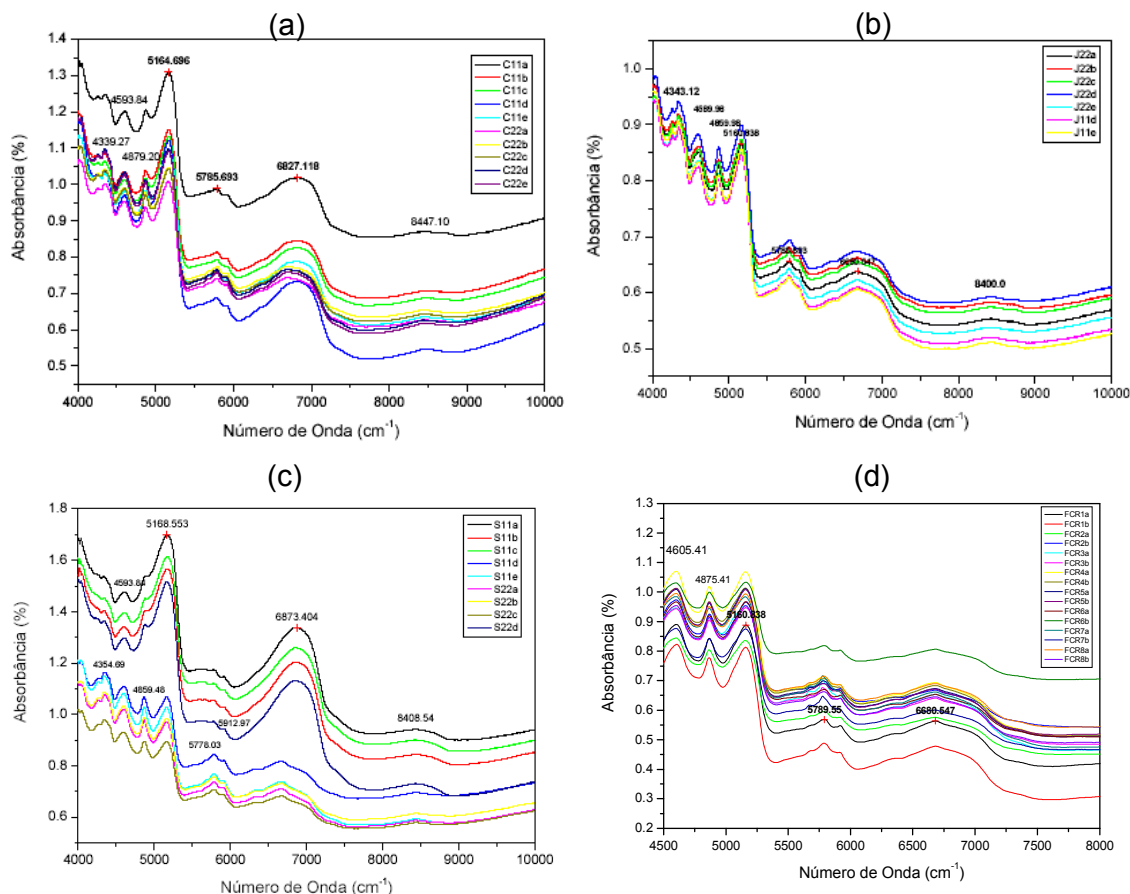 (a)
1.4
1.3
1.2
1.1
1.0
0.9
0.8
0.7
0.6
0.5
Absorbância (%)
5164.696
4593.84
4339.27
4879.20
5785.693
6827.118
8447.10
C11a
C11b
C11c
C11d
C11e
C22a
C22b
C22c
C22d
C22e
4000 5000 6000 7000 8000 9000 10000
Número de Onda (cm⁻¹)
(b)
1.0
0.9
0.8
0.7
0.6
0.5
Absorbância (%)
4343.12
4859.98
8400.0
J22a
J22b
J22c
J22d
J22e
J11d
J11e
4000 5000 6000 7000 8000 9000 10000
Número de Onda (cm⁻¹)
(c)
1.8
1.6
1.4
1.2
1.0
0.8
0.6
Absorbância (%)
5168.553
4593.84
6873.404
4354.69
4859.48
5912.97
5778.03
8408.54
S11a
S11b
S11c
S11d
S11e
S22a
S22b
S22c
S22d
4000 5000 6000 7000 8000 9000 10000
Número de Onda (cm⁻¹)
(d)
1.3
1.2
1.1
1.0
0.9
0.8
0.7
0.6
0.5
0.4
0.3
0.2
Absorbância (%)
4605.41
4875.41
5160.838
5789.55
6680.547
FCR1a
FCR1b
FCR2a
FCR2b
FCR3a
FCR3b
FCR4a
FCR4b
FCR5a
FCR5b
FCR6a
FCR6b
FCR7a
FCR7b
FCR8a
FCR8b
4500 5000 5500 6000 6500 7000 7500 8000
Número de Onda (cm⁻¹)